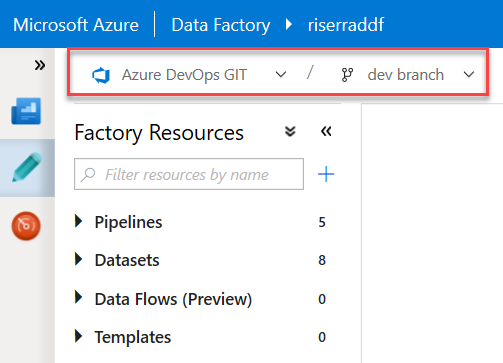 Microsoft Azure Data Factory riserraddf
Azure DevOps GIT / dev branch
Factory Resources
Filter resources by name
Pipelines 5
Datasets 8
Data Flows (Preview) 0
Templates 0